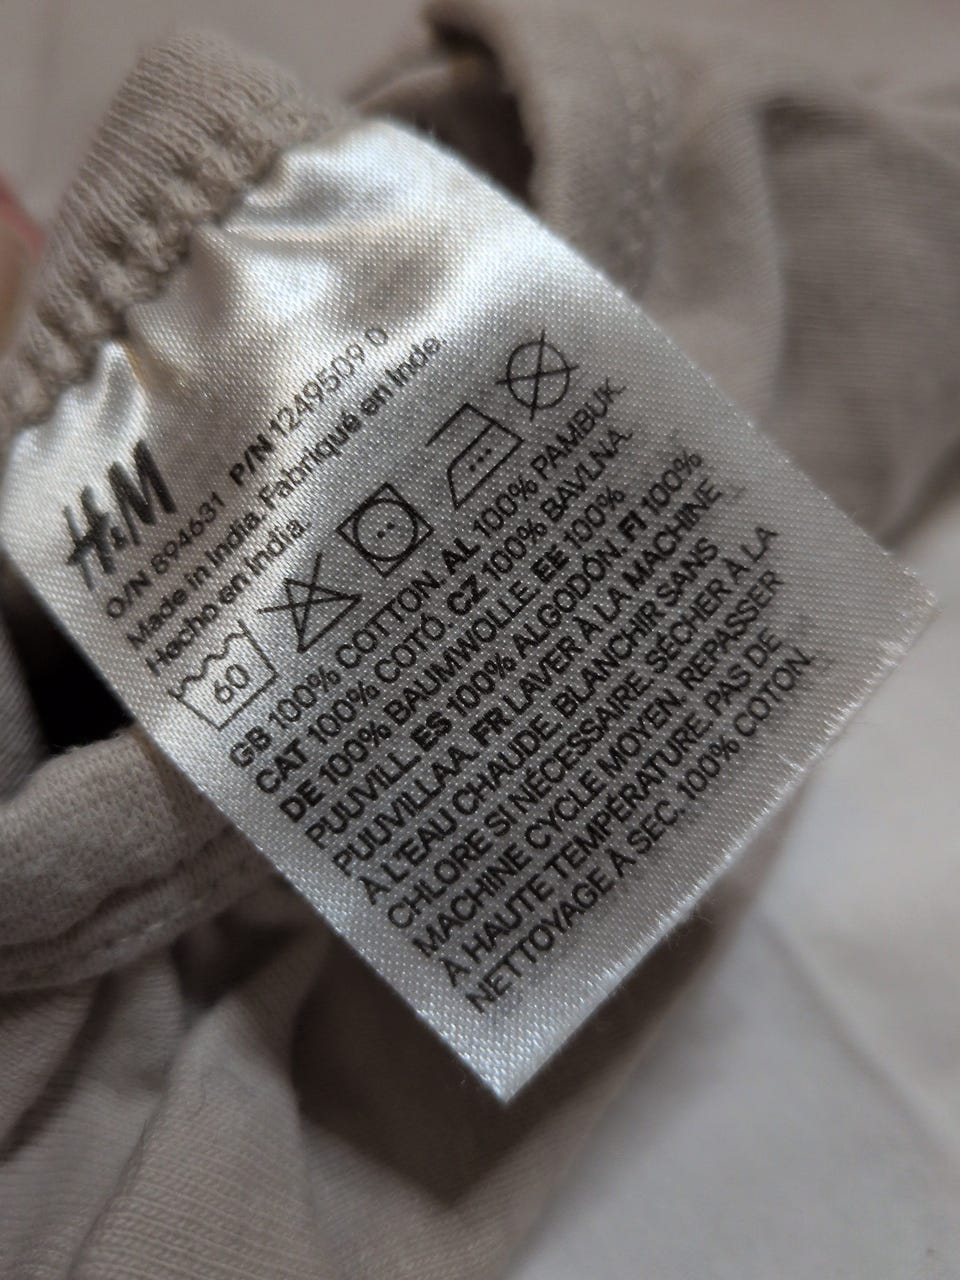 H&M
O/N 894631 P/N 1249509 0
Made in India. Fabriqué en Inde
Hecho en India.
60
GB 100% COTTON. AL 100% PAMBUK
CAT 100% COTÓ. CZ 100% BAVLNA.
DE 100% BAUMWOLLE. EE 100%
PUUVILL. ES 100% ALGODÓN. FI 100%
PUUVILLAA. FR LAVER À LA MACHINE
À L'EAU CHAUDE. BLANCHIR SANS
CHLORE SI NÉCESSAIRE. SÉCHER À LA
MACHINE CYCLE MOYEN. REPASSER
À HAUTE TEMPÉRATURE. PAS DE
NETTOYAGE À SEC. 100% COTON.